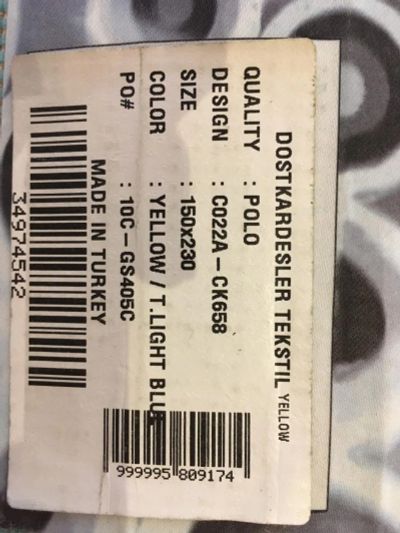 DOSTKARDESLER TEKSTIL YELLOW
QUALITY : POLO
DESIGN : C022A-CK658
SIZE : 150x230
COLOR : YELLOW / T.LIGHT BLUE
PO# : 10C-GS405C
MADE IN TURKEY
34974542
999995 809174